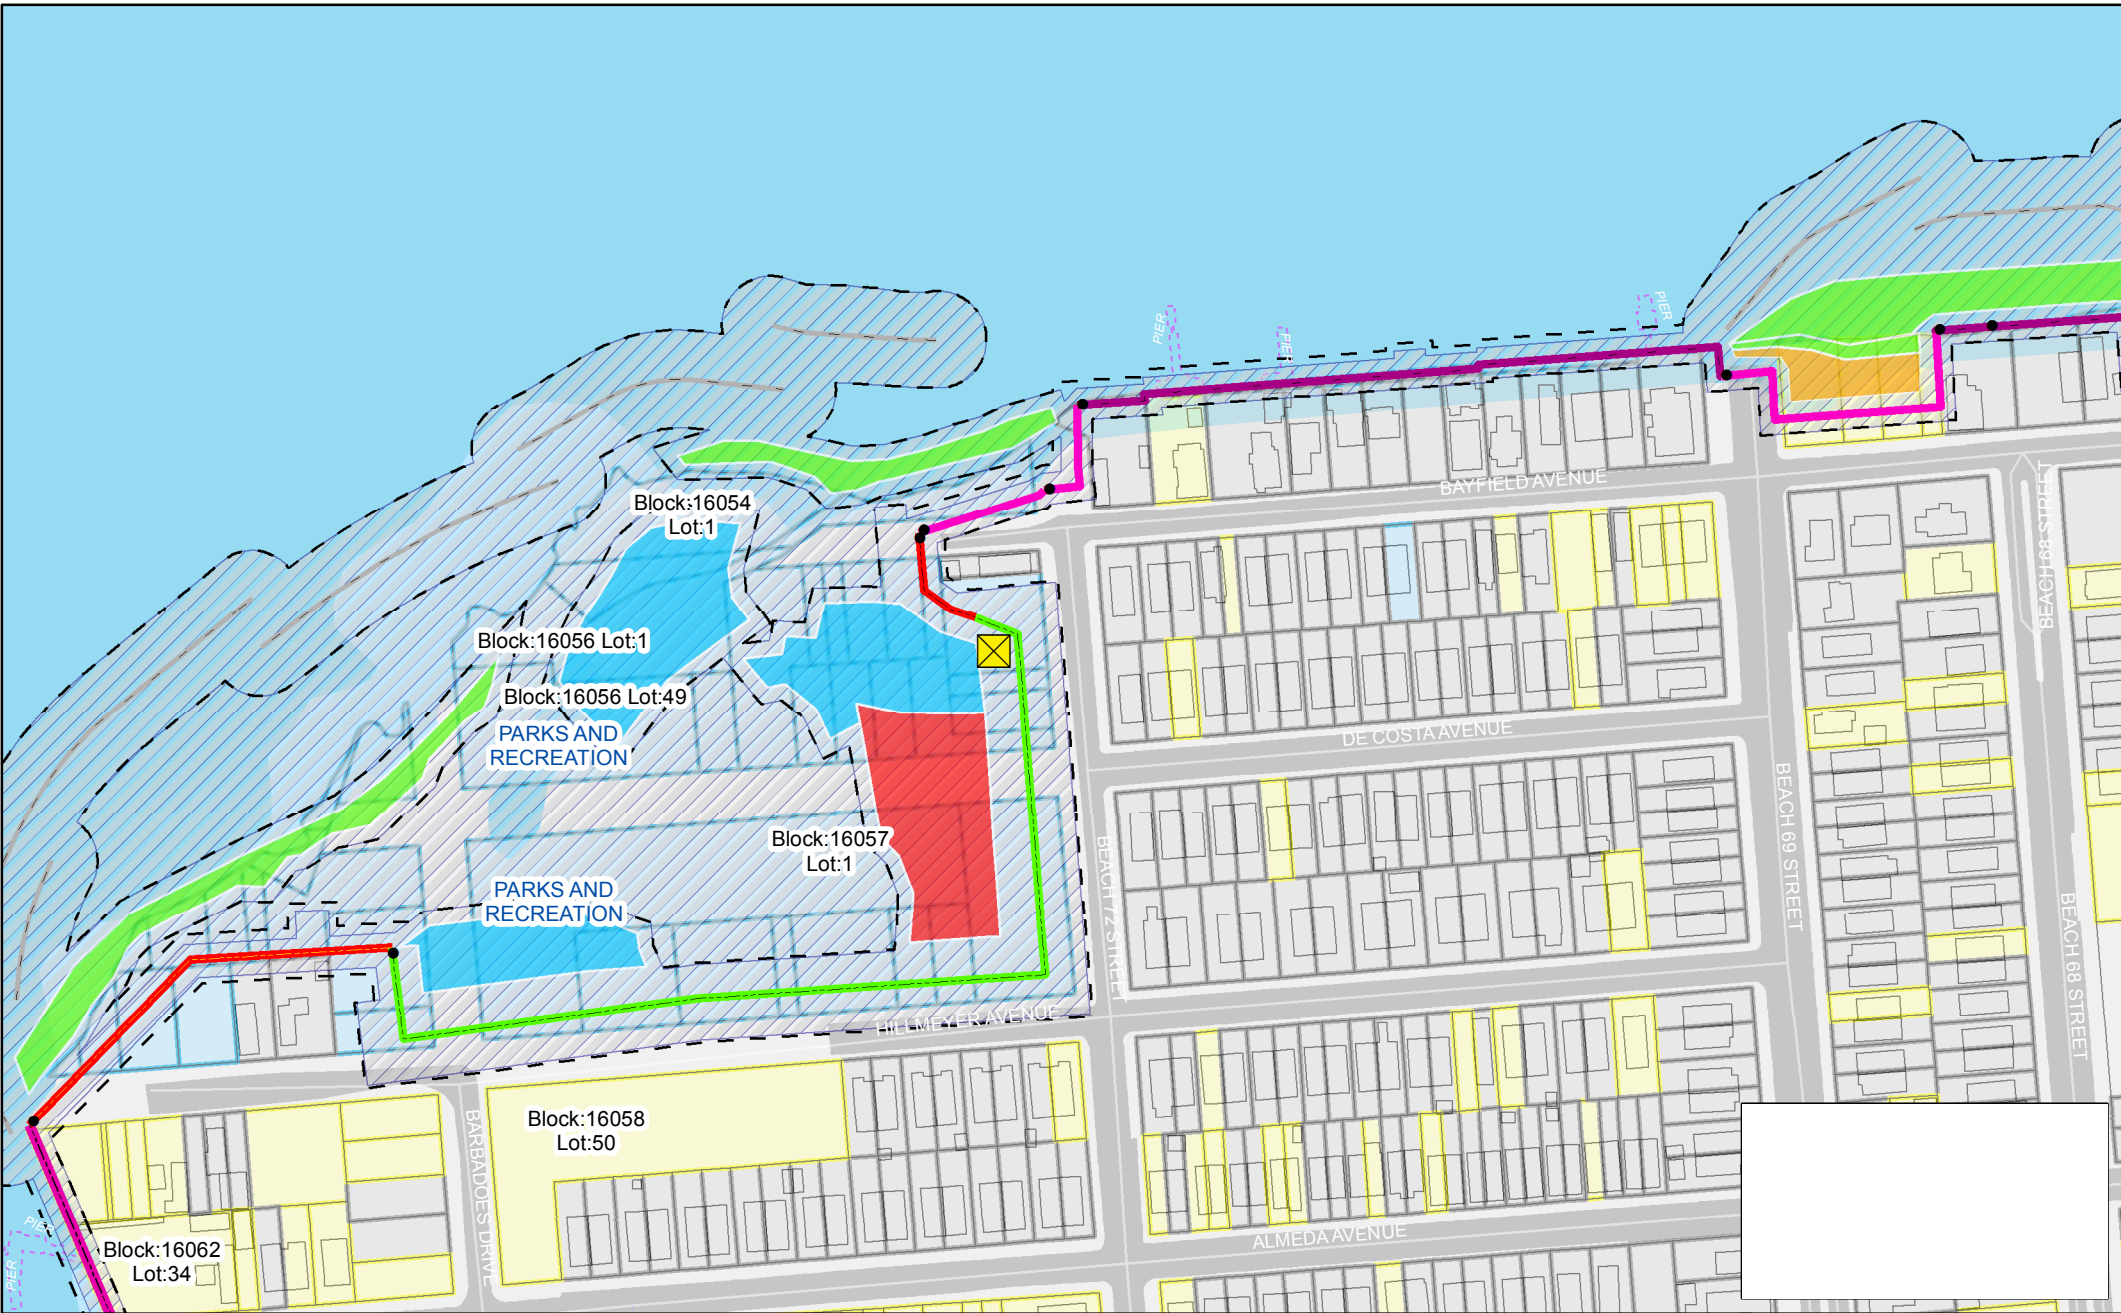 PIER
PIER
PIER
BEACH 68 STREET
BAYFIELD AVENUE
Block:16054
Lot:1
Block:16056 Lot:1
Block:16056 Lot:49
PARKS AND
RECREATION
DE COSTA AVENUE
BEACH 69 STREET
BEACH 72 STREET
Block:16057
Lot:1
PARKS AND
RECREATION
BEACH 68 STREET
HILLMEYER AVENUE
Block:16058
Lot:50
BARBADOES DRIVE
PIER
Block:16062
Lot:34
PIER
ALMEDA AVENUE